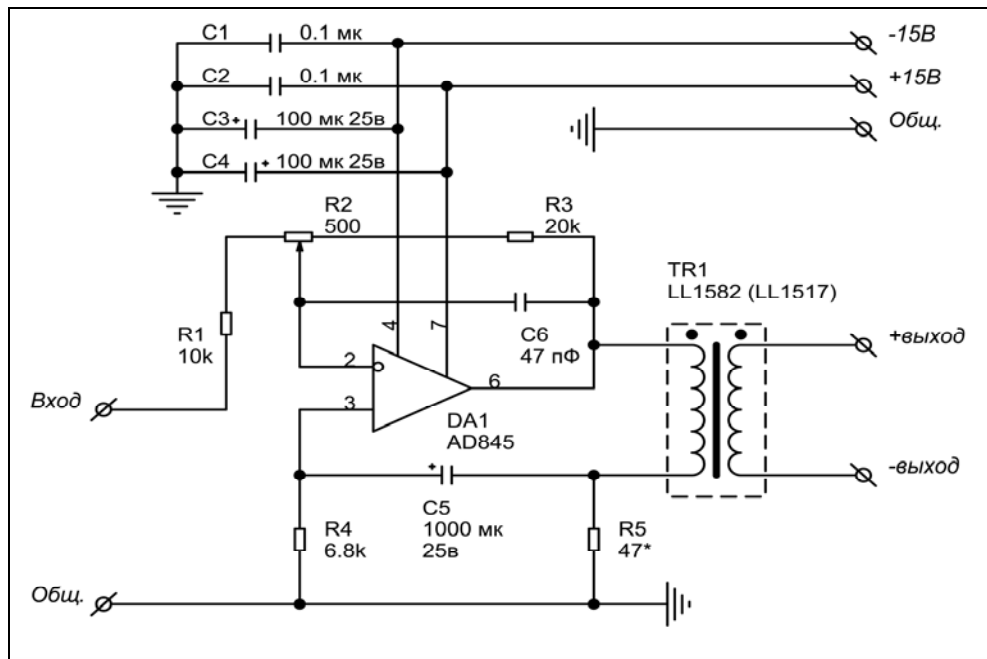 C1 0.1 мк
-15В
C2 0.1 мк
+15В
C3 + 100 мк 25в
Общ.
C4 + 100 мк 25в
R2
500
R3
20k
TR1
LL1582 (LL1517)
R1
10k
4
7
C6
47 пФ
+выход
2
6
Вход
3
DA1
AD845
-выход
+
C5
1000 мк
25в
R4
6.8k
R5
47*
Общ.